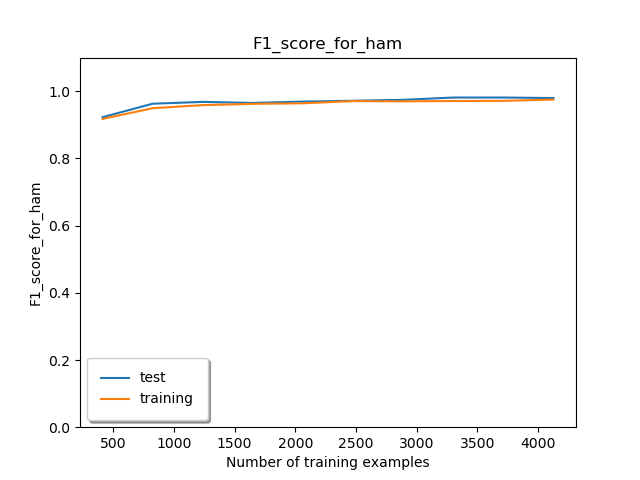 F1_score_for_ham
F1_score_for_ham
1.0
0.8
0.6
0.4
0.2
0.0
test
training
500 1000 1500 2000 2500 3000 3500 4000
Number of training examples